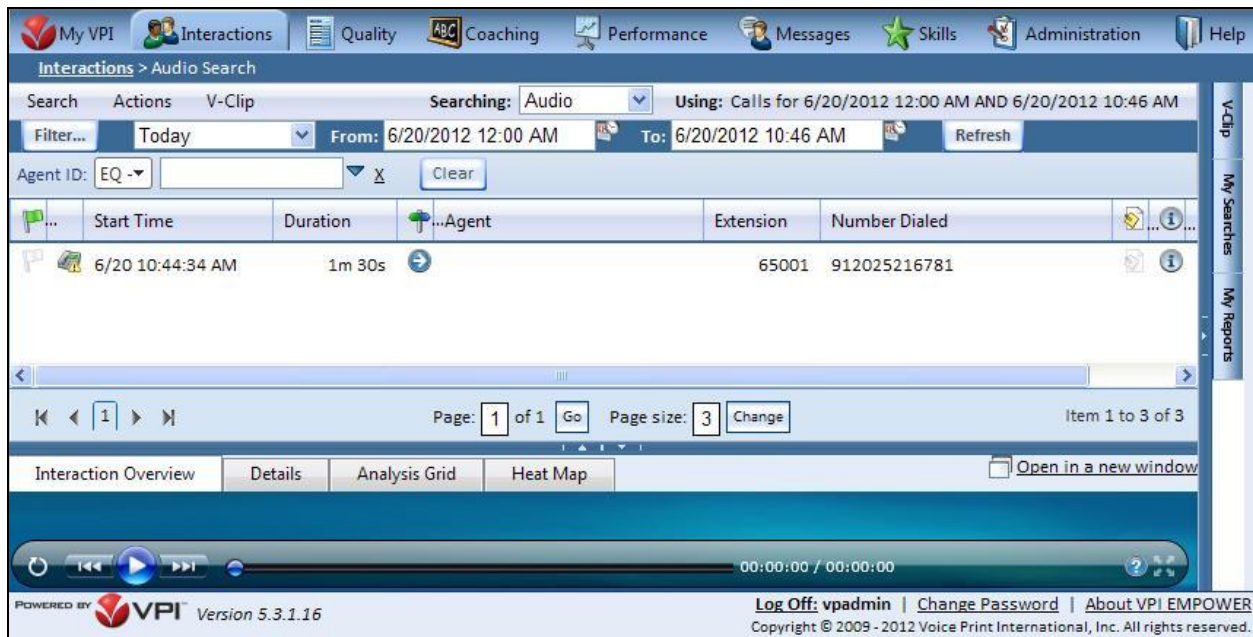 My VPI Interactions Quality ABC Coaching Performance Messages Skills Administration Help
Interactions > Audio Search
Search Actions V-Clip Searching: Audio Using: Calls for 6/20/2012 12:00 AM AND 6/20/2012 10:46 AM
Filter... Today From: 6/20/2012 12:00 AM To: 6/20/2012 10:46 AM Refresh
Agent ID: EQ - X Clear
... Start Time Duration ...Agent Extension Number Dialed ... ...
6/20 10:44:34 AM 1m 30s 65001 912025216781
V-Clip
My Searches
My Reports
1 Page: 1 of 1 Go Page size: 3 Change Item 1 to 3 of 3
Interaction Overview Details Analysis Grid Heat Map Open in a new window
00:00:00 / 00:00:00 ?
POWERED BY VPI Version 5.3.1.16 Log Off: vpadmin | Change Password | About VPI EMPOWER
Copyright © 2009 - 2012 Voice Print International, Inc. All rights reserved.